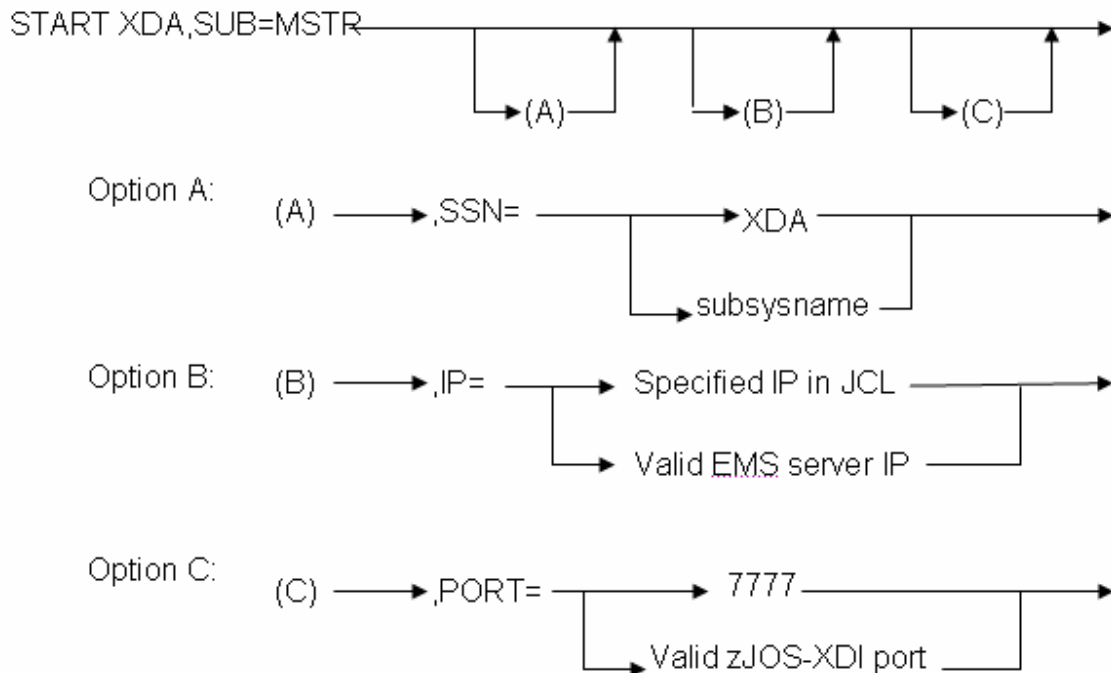 START XDA,SUB=MSTR
(A) (B) (C)
Option A:
(A) ,SSN= XDA
subsysname
Option B:
(B) ,IP= Specified IP in JCL
Valid EMS server IP
Option C:
(C) ,PORT= 7777
Valid zJOS-XDI port